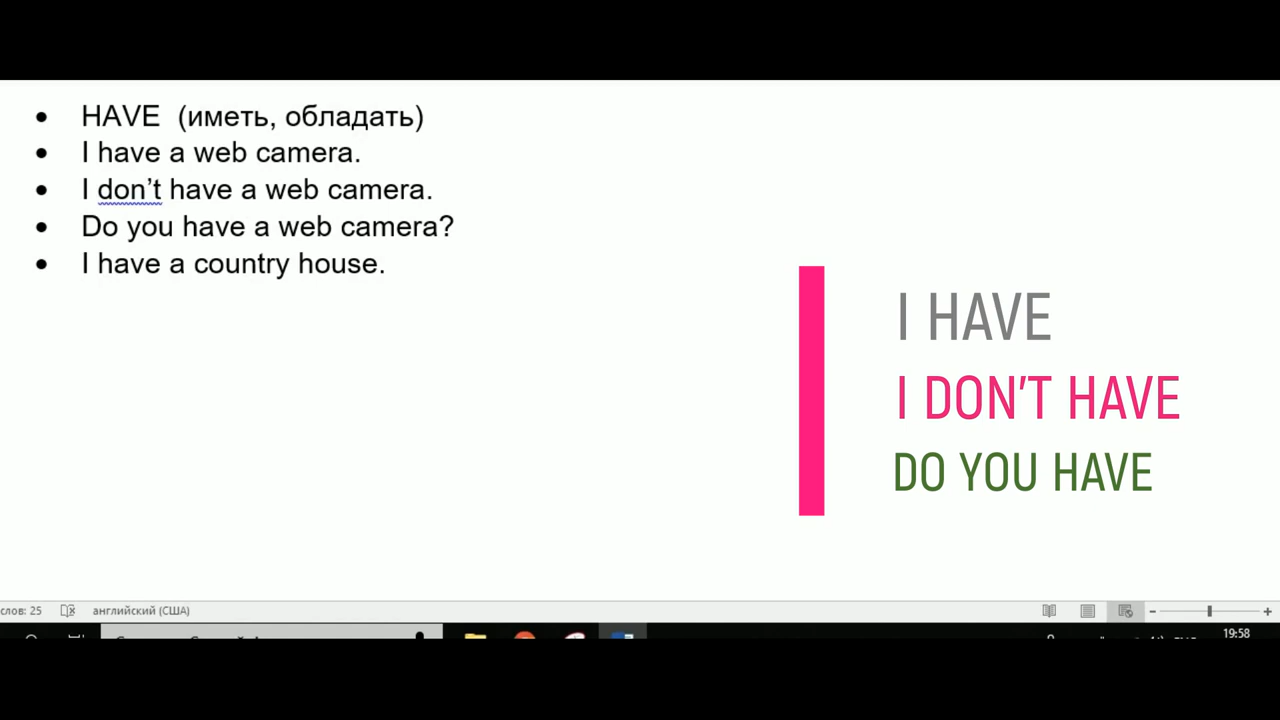 HAVE (иметь, обладать)
I have a web camera.
I don’t have a web camera.
Do you have a web camera?
I have a country house.
I HAVE
I DON’T HAVE
DO YOU HAVE
слов: 25 английский (США)
19:58